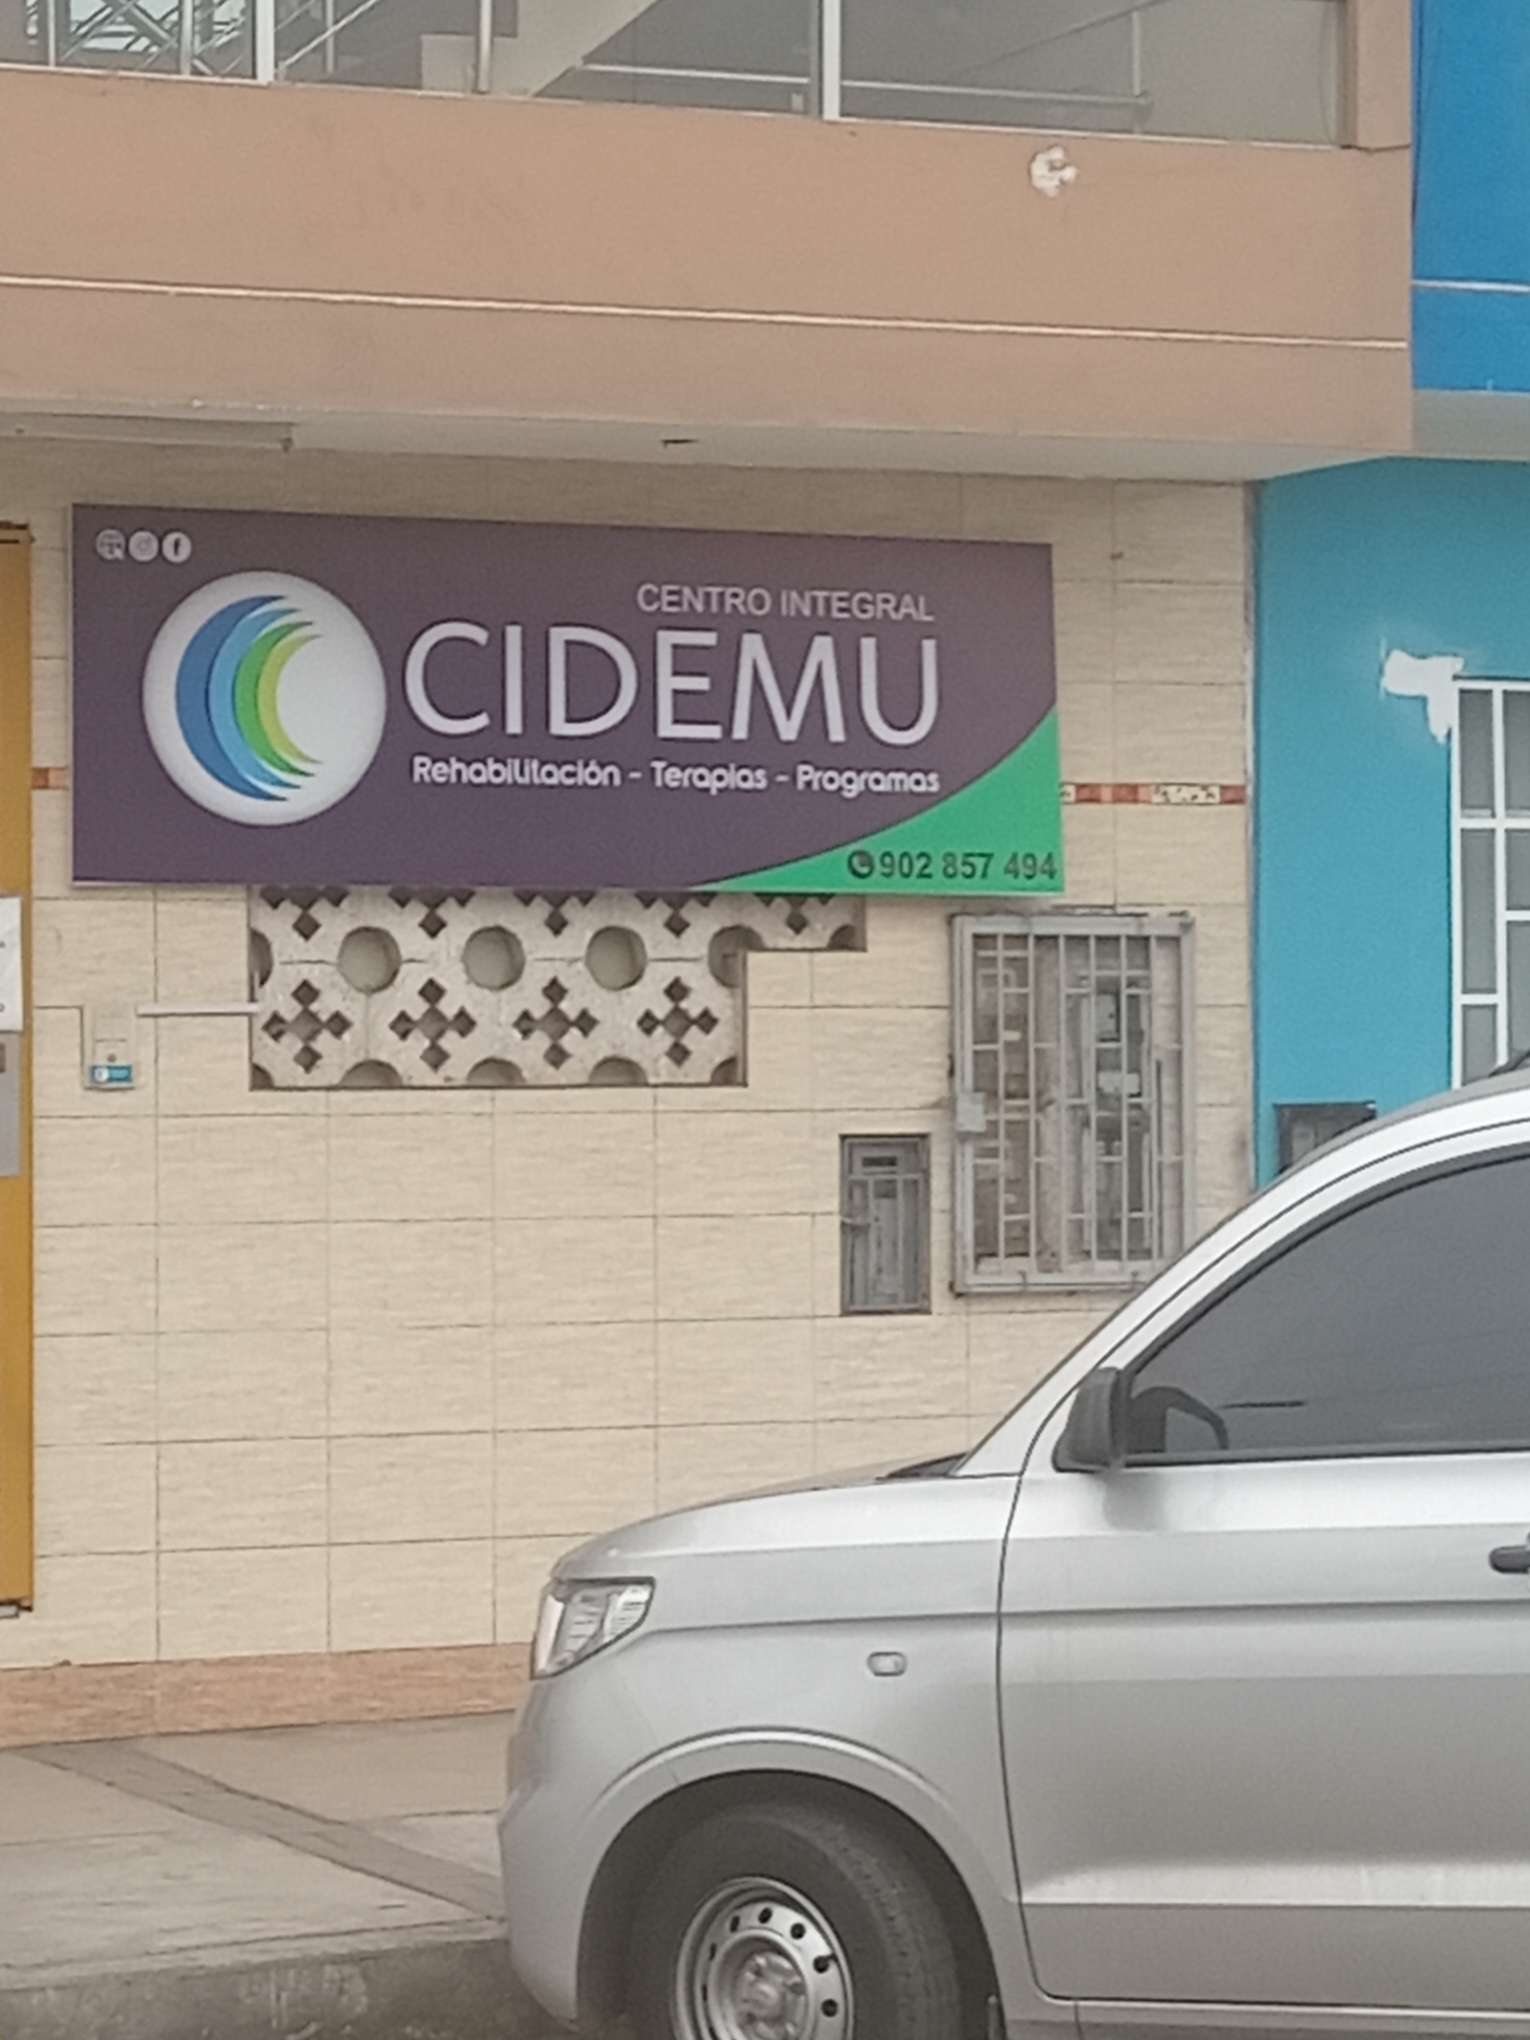 CENTRO INTEGRAL
CIDEMU
Rehabilitación - Terapias - Programas
902 857 494